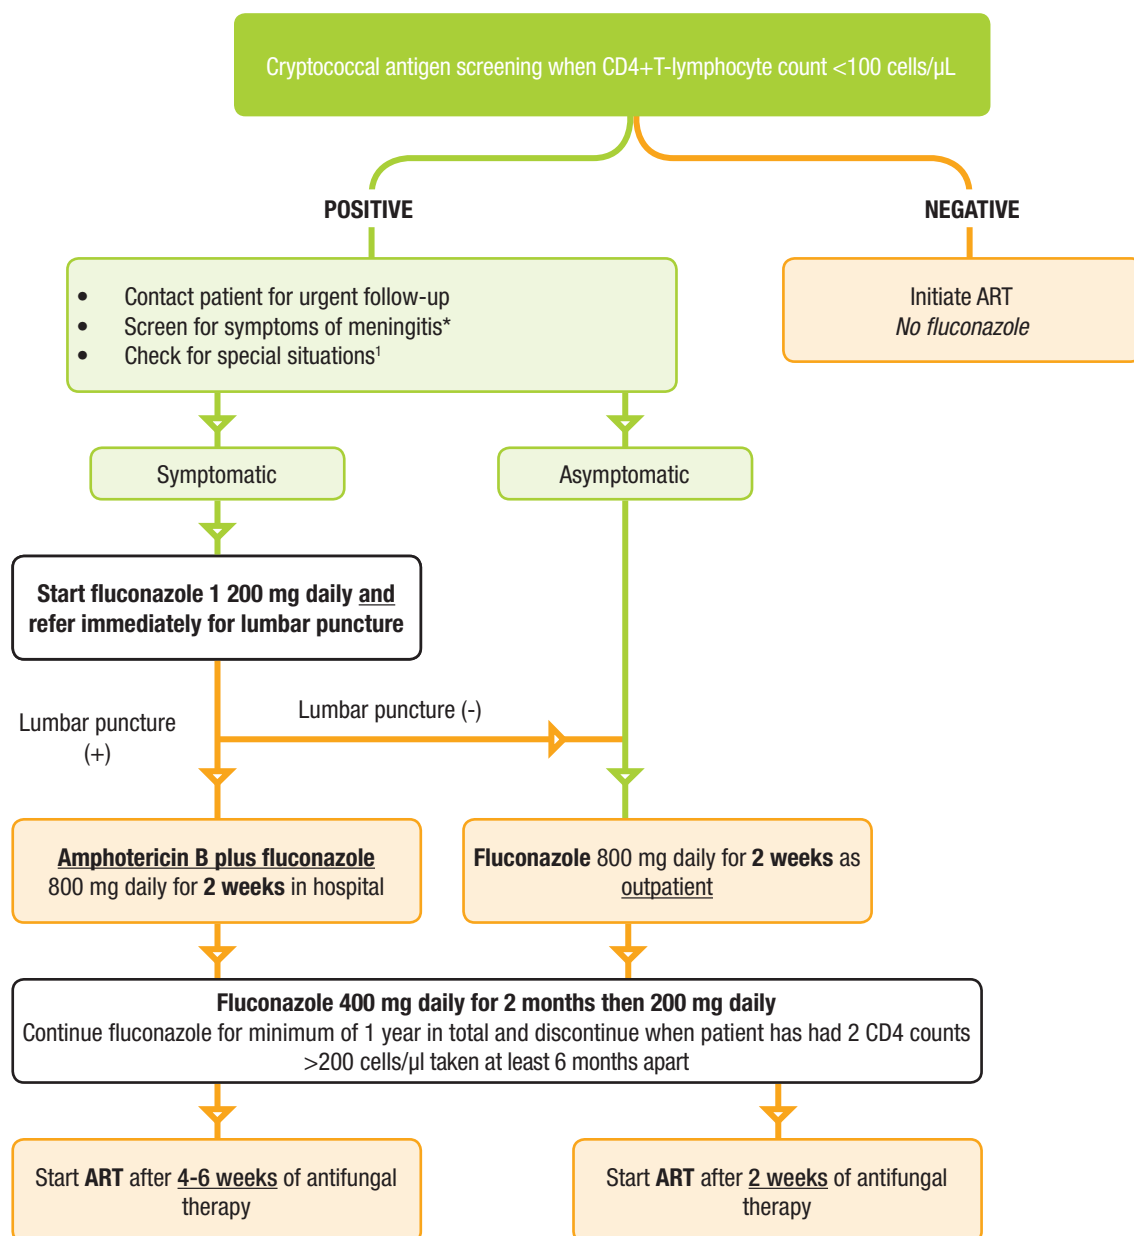 Cryptococcal antigen screening when CD4+T-lymphocyte count <100 cells/µL
POSITIVE
NEGATIVE
• Contact patient for urgent follow-up
• Screen for symptoms of meningitis*
• Check for special situations¹
Initiate ART
No fluconazole
Symptomatic
Asymptomatic
Start fluconazole 1 200 mg daily and
refer immediately for lumbar puncture
Lumbar puncture
(+)
Lumbar puncture (-)
Amphotericin B plus fluconazole
800 mg daily for 2 weeks in hospital
Fluconazole 800 mg daily for 2 weeks as
outpatient
Fluconazole 400 mg daily for 2 months then 200 mg daily
Continue fluconazole for minimum of 1 year in total and discontinue when patient has had 2 CD4 counts
>200 cells/µl taken at least 6 months apart
Start ART after 4-6 weeks of antifungal
therapy
Start ART after 2 weeks of antifungal
therapy